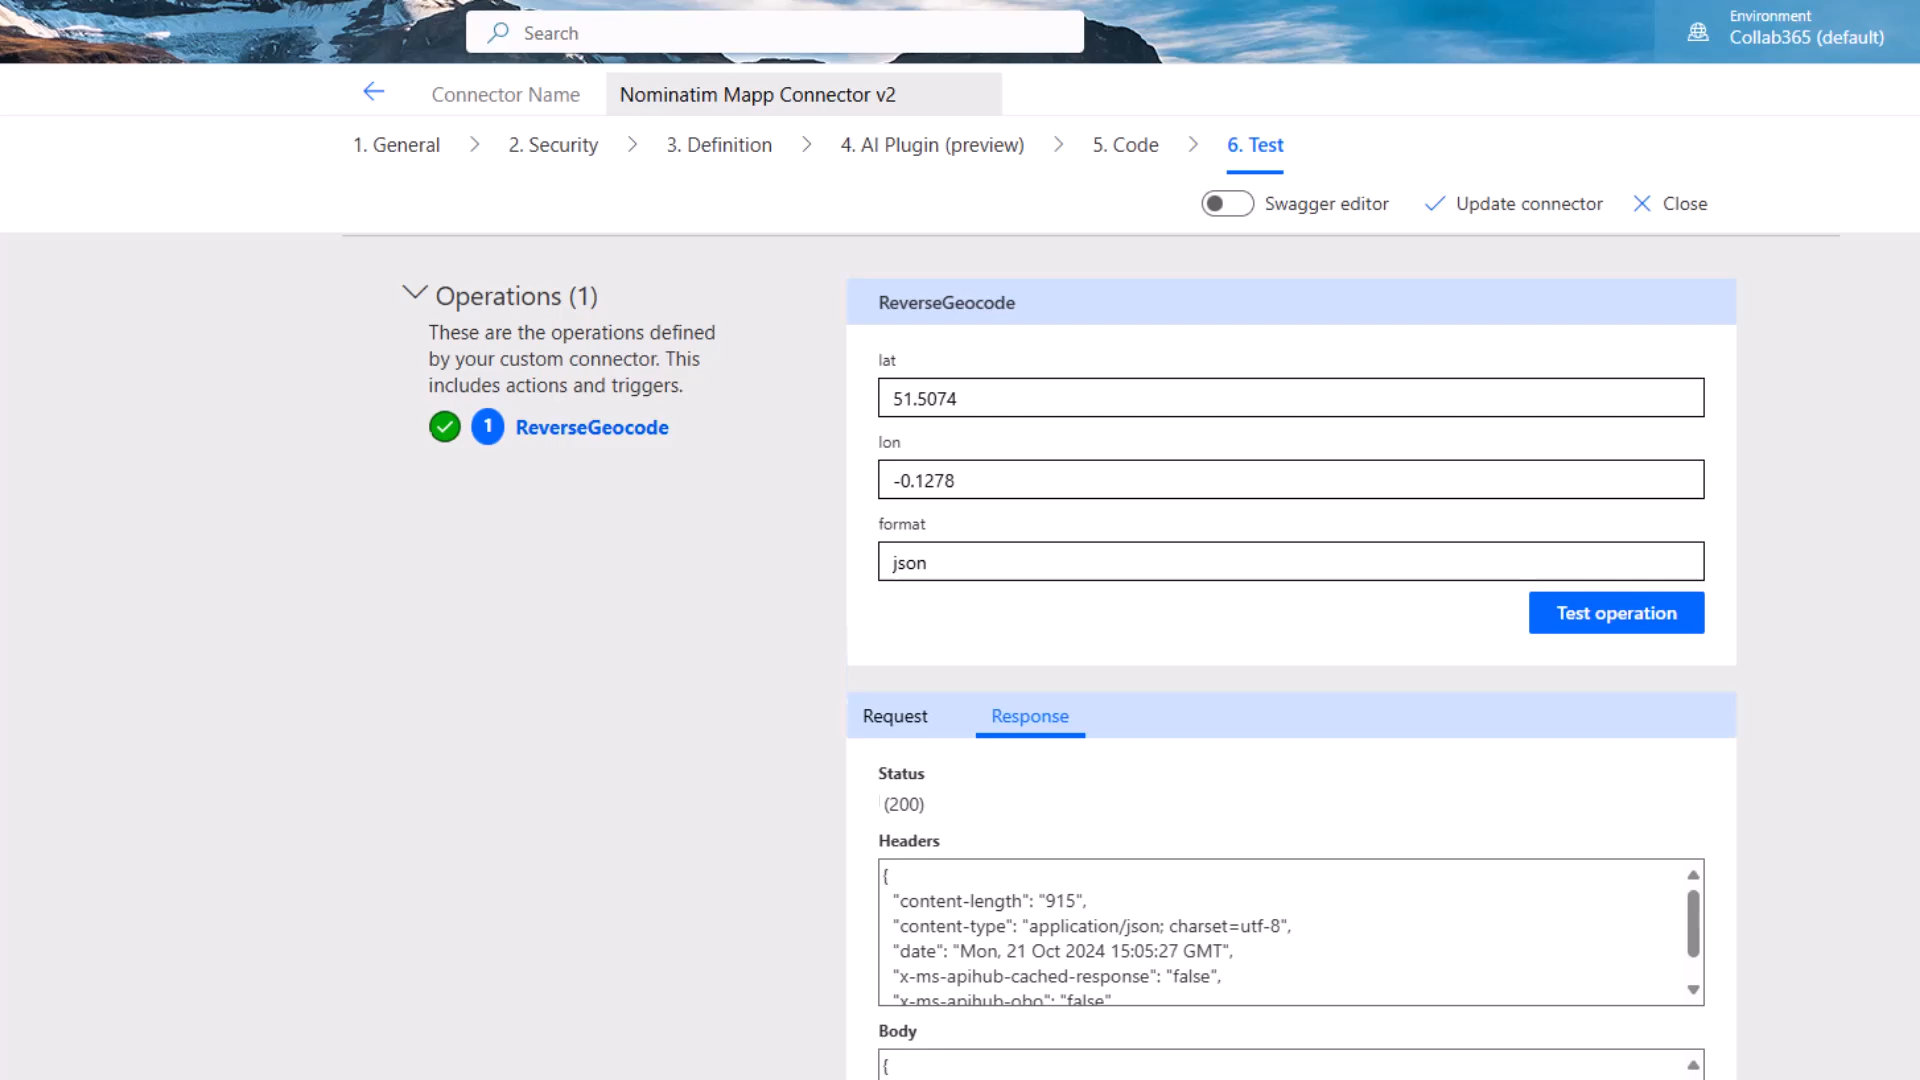 Search
Environment
Collab365 (default)
Connector Name
Nominatim Mapp Connector v2
1. General
2. Security
3. Definition
4. AI Plugin (preview)
5. Code
6. Test
Swagger editor
Update connector
Close
Operations (1)
These are the operations defined
by your custom connector. This
includes actions and triggers.
1 ReverseGeocode
ReverseGeocode
lat
51.5074
lon
-0.1278
format
json
Test operation
Request
Response
Status
(200)
Headers
{
"content-length": "915",
"content-type": "application/json; charset=utf-8",
"date": "Mon, 21 Oct 2024 15:05:27 GMT",
"x-ms-apihub-cached-response": "false",
"x-ms-apihub-obo": "false"
Body
{